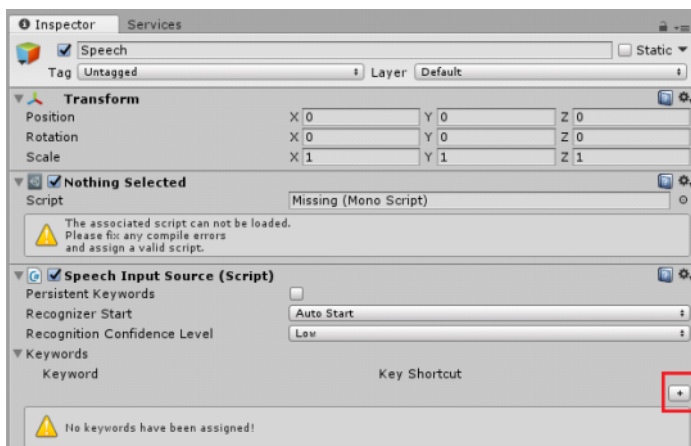 Inspector Services
Speech Static
Tag Untagged Layer Default
Transform
Position X 0 Y 0 Z 0
Rotation X 0 Y 0 Z 0
Scale X 1 Y 1 Z 1
Nothing Selected
Script Missing (Mono Script)
The associated script can not be loaded.
Please fix any compile errors
and assign a valid script.
Speech Input Source (Script)
Persistent Keywords
Recognizer Start Auto Start
Recognition Confidence Level Low
Keywords
Keyword Key Shortcut
+
No keywords have been assigned!